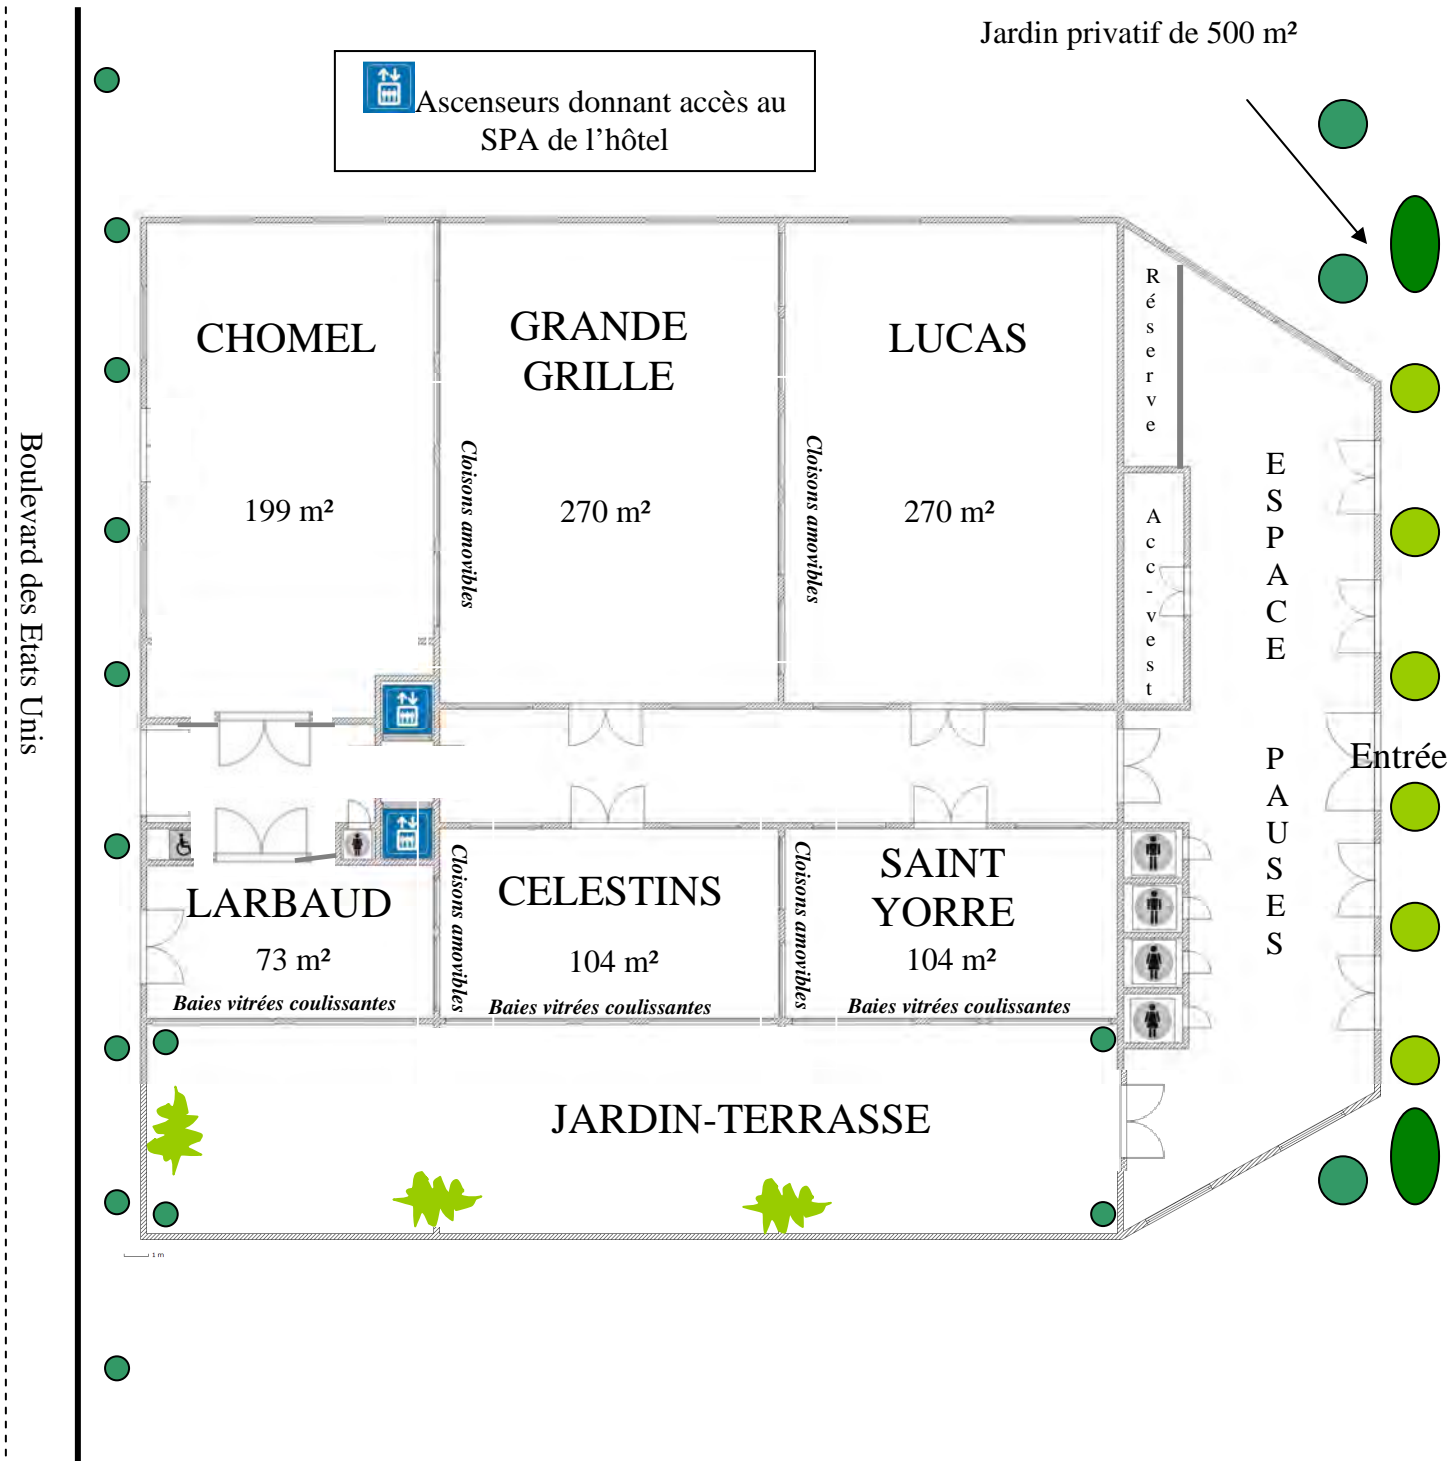 Jardin privatif de 500 m²
Ascenseurs donnant accès au
SPA de l'hôtel
Boulevard des Etats Unis
CHOMEL
199 m²
Cloisons amovibles
GRANDE
GRILLE
270 m²
Cloisons amovibles
LUCAS
270 m²
Réserve
Acc-vest
ESPACE PAUSES
Entrée
LARBAUD
73 m²
Baies vitrées coulissantes
Cloisons amovibles
CELESTINS
104 m²
Baies vitrées coulissantes
Cloisons amovibles
SAINT
YORRE
104 m²
Baies vitrées coulissantes
JARDIN-TERRASSE
1 m